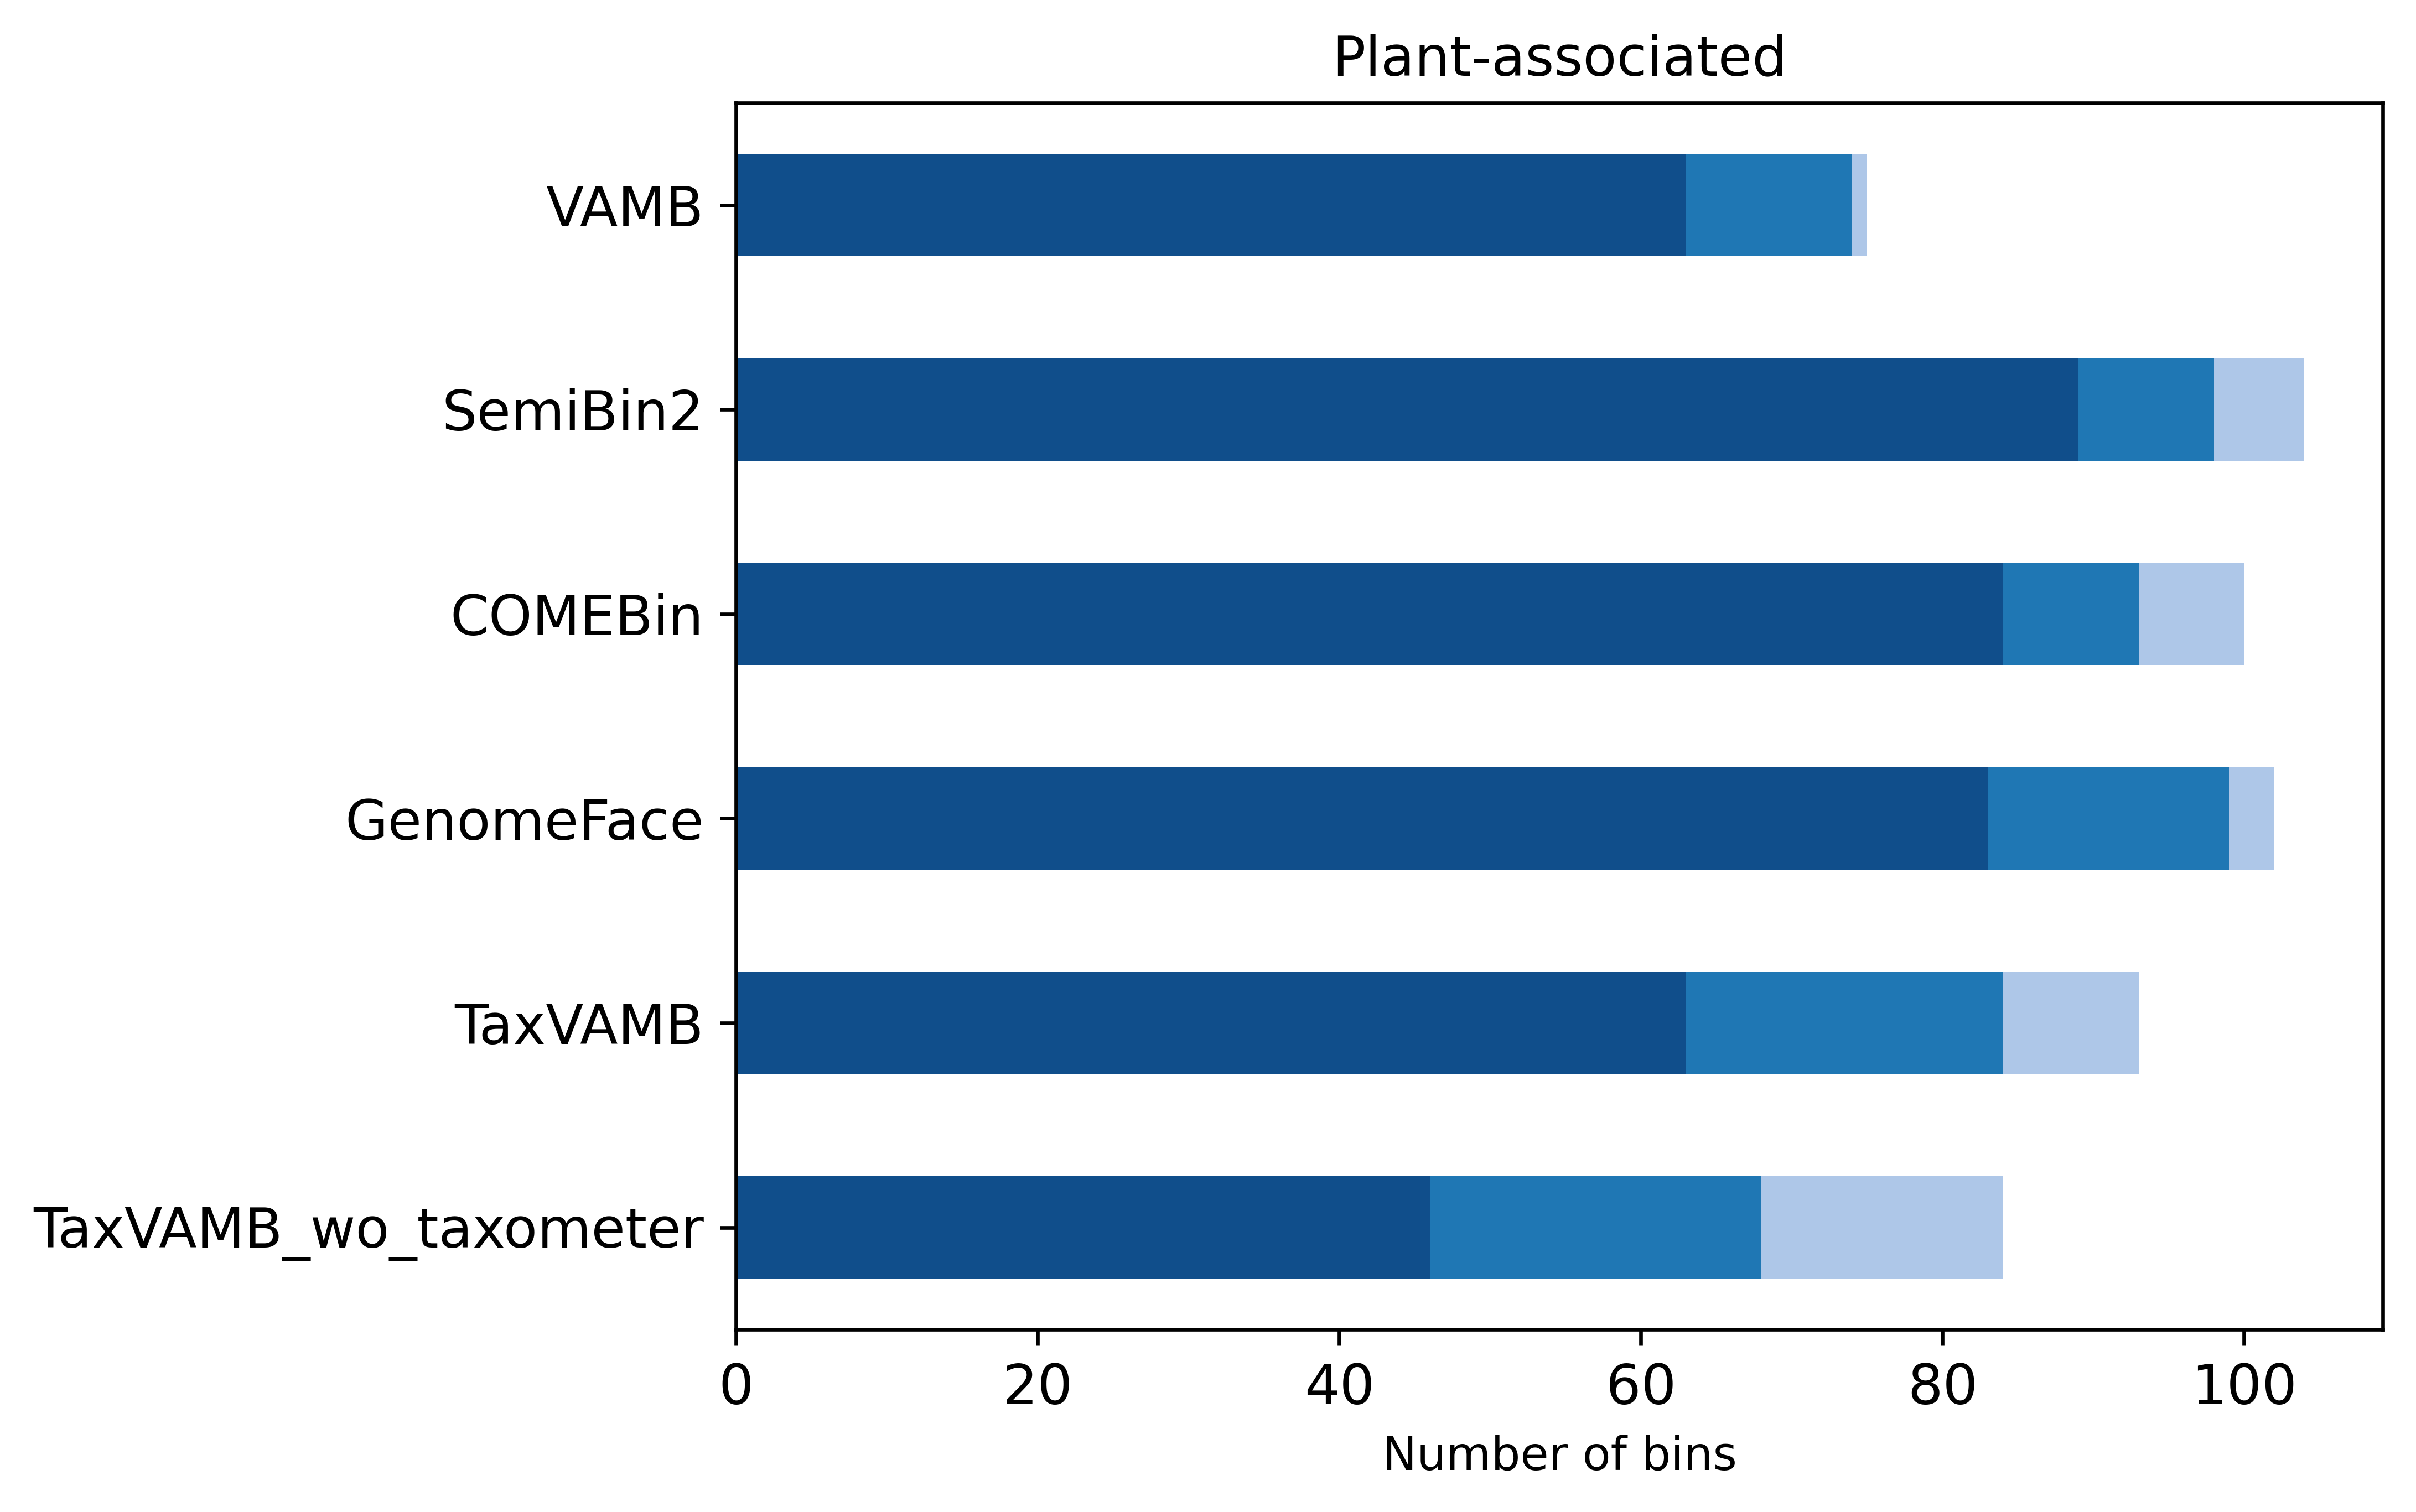 Plant-associated
VAMB
SemiBin2
COMEBin
GenomeFace
TaxVAMB
TaxVAMB_wo_taxometer
0 20 40 60 80 100
Number of bins